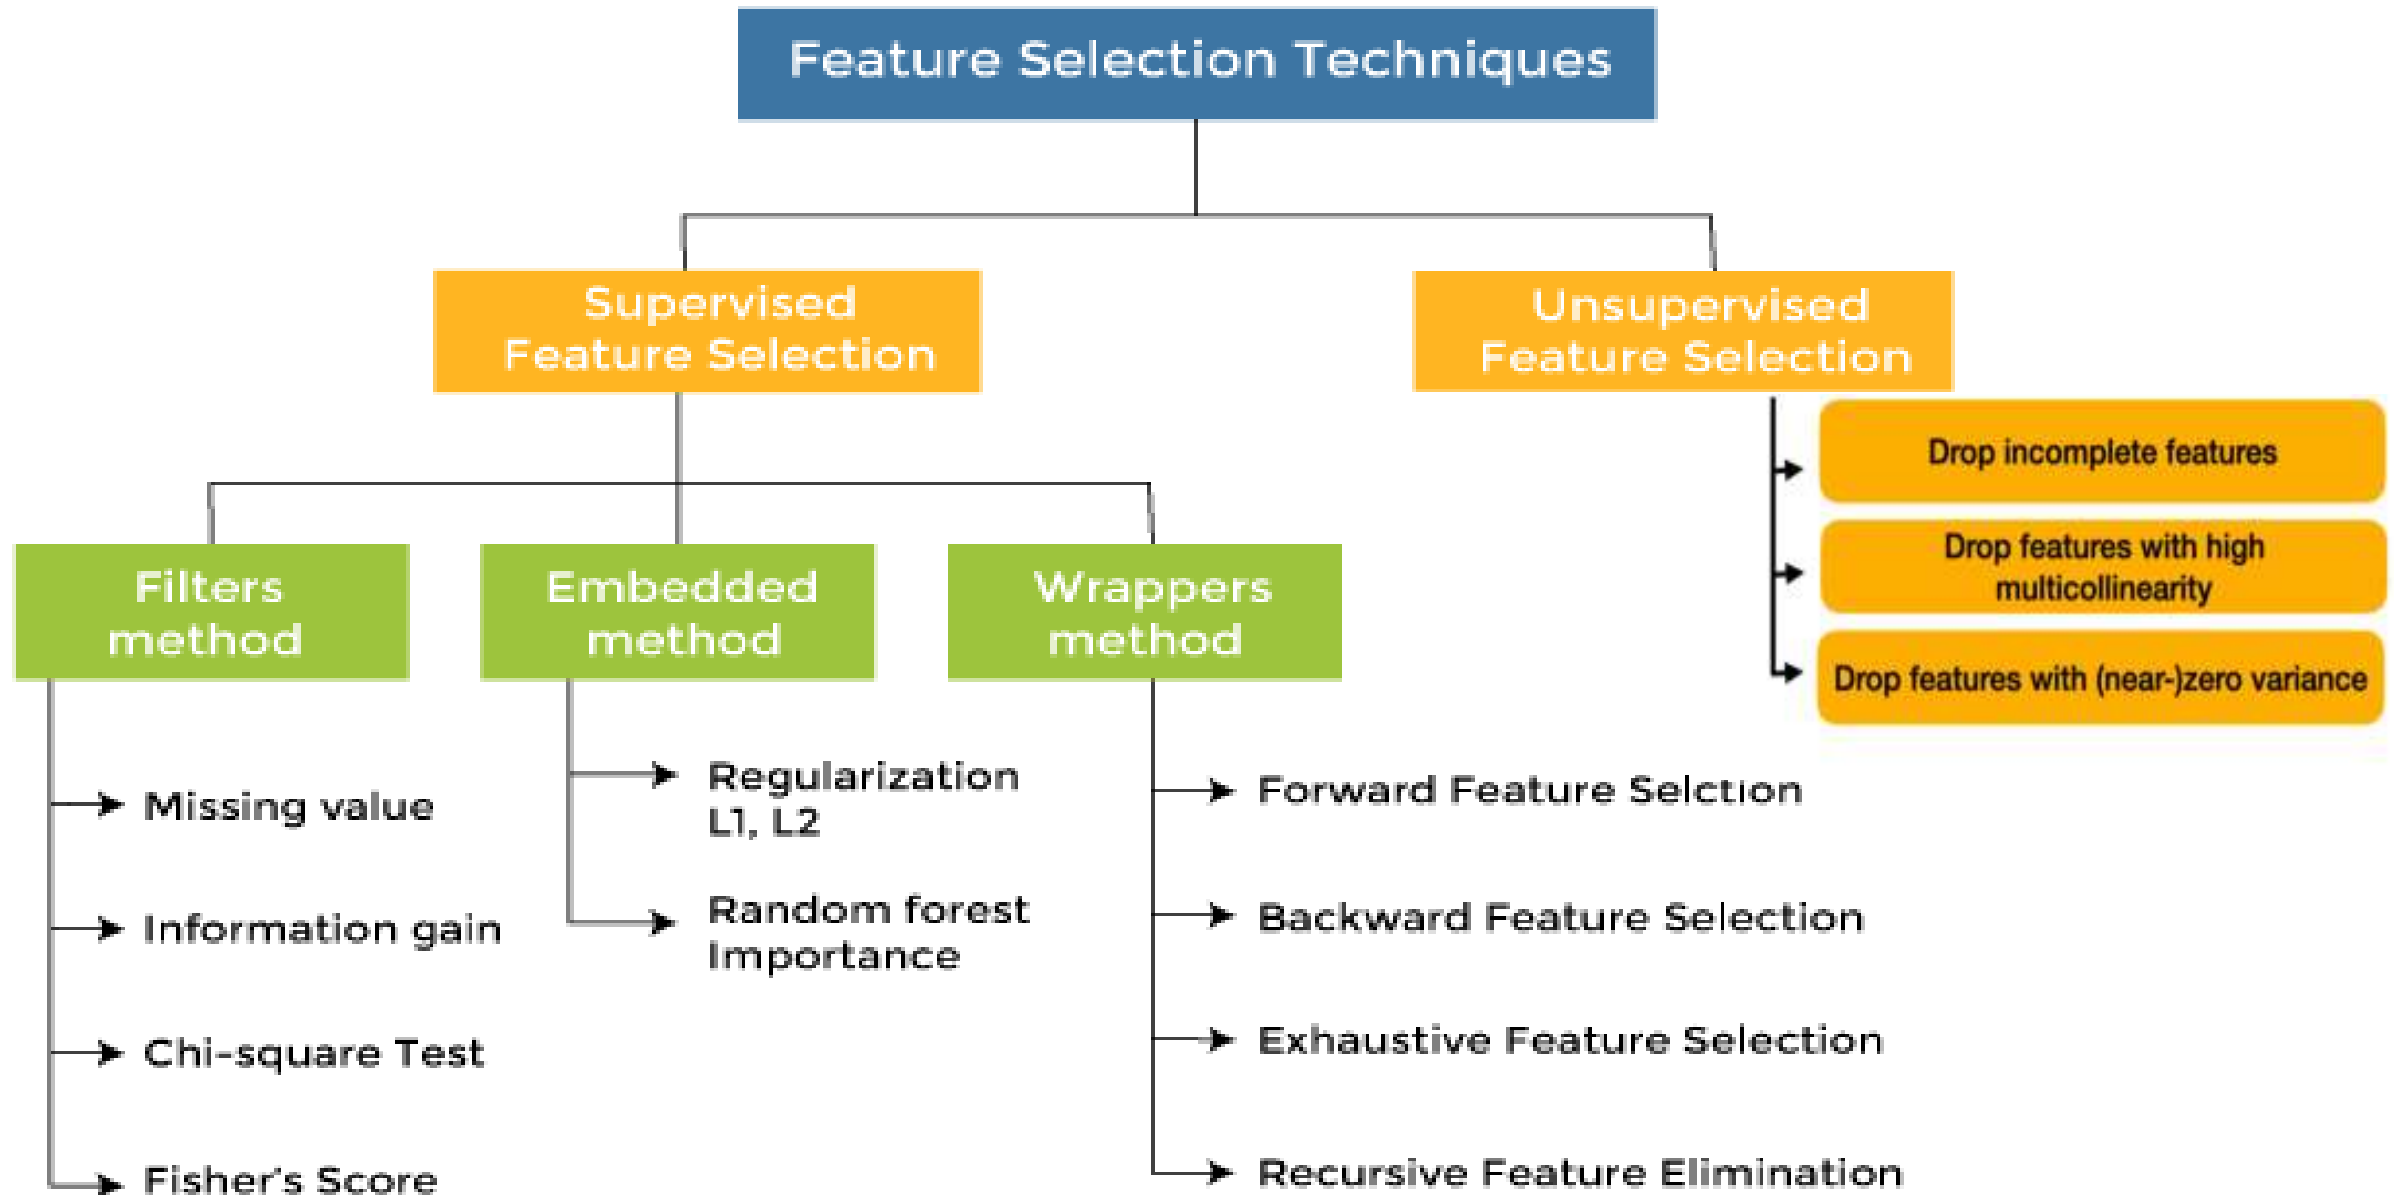 Feature Selection Techniques
Supervised
Feature Selection
Unsupervised
Feature Selection
Drop incomplete features
Drop features with high
multicollinearity
Drop features with (near-)zero variance
Filters
method
Embedded
method
Wrappers
method
Missing value
Information gain
Chi-square Test
Fisher's Score
Regularization
L1, L2
Random forest
Importance
Forward Feature Selction
Backward Feature Selection
Exhaustive Feature Selection
Recursive Feature Elimination